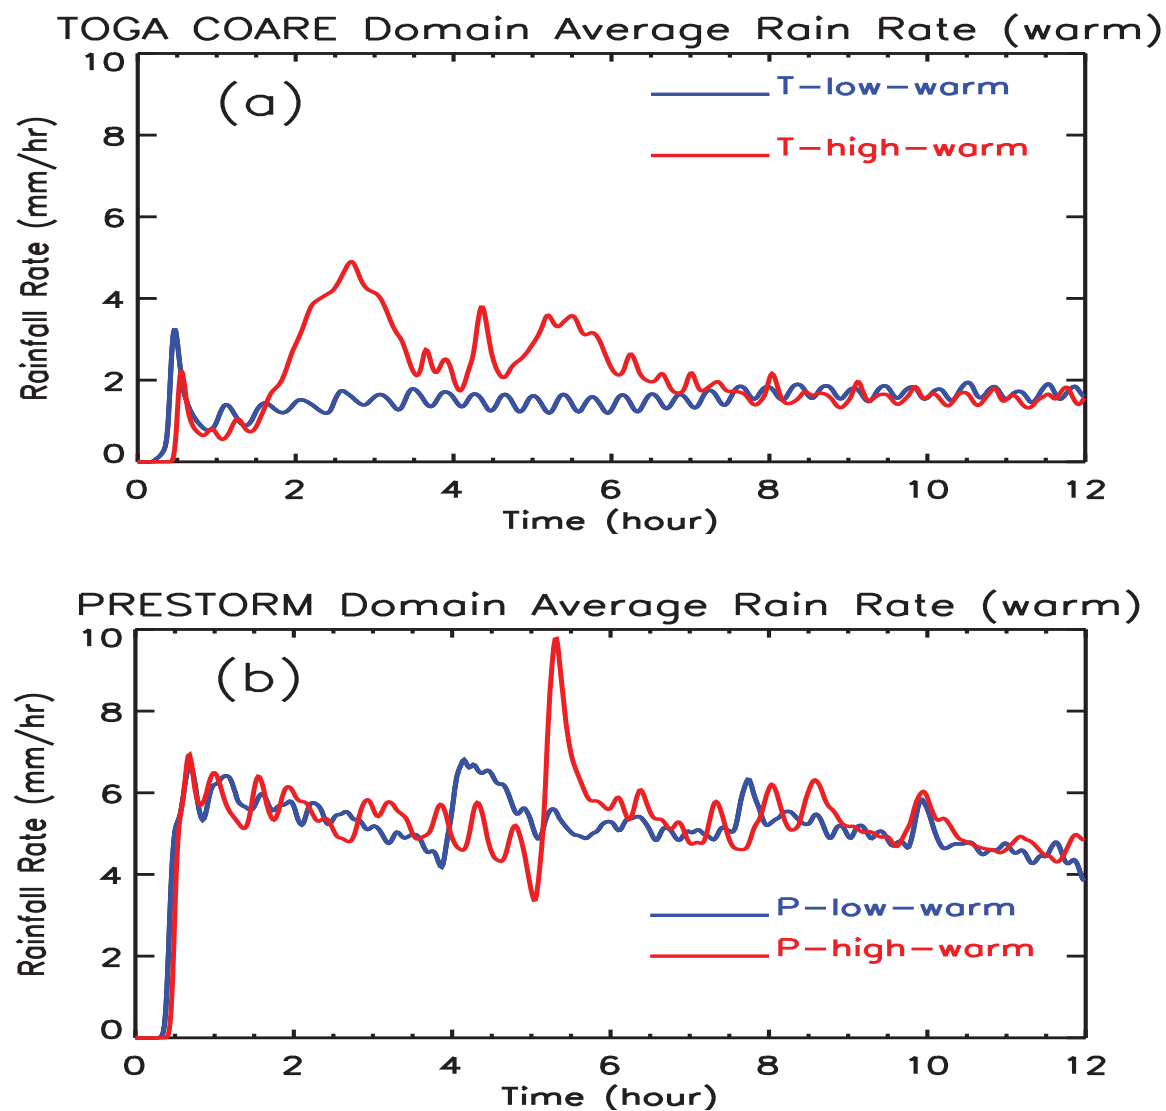 TOGA COARE Domain Average Rain Rate (warm)
10
(a)
T-low-warm
T-high-warm
8
6
4
2
0
Rainfall Rate (mm/hr)
0 2 4 6 8 10 12
Time (hour)
PRESTORM Domain Average Rain Rate (warm)
10
(b)
8
6
4
2
0
Rainfall Rate (mm/hr)
P-low-warm
P-high-warm
0 2 4 6 8 10 12
Time (hour)